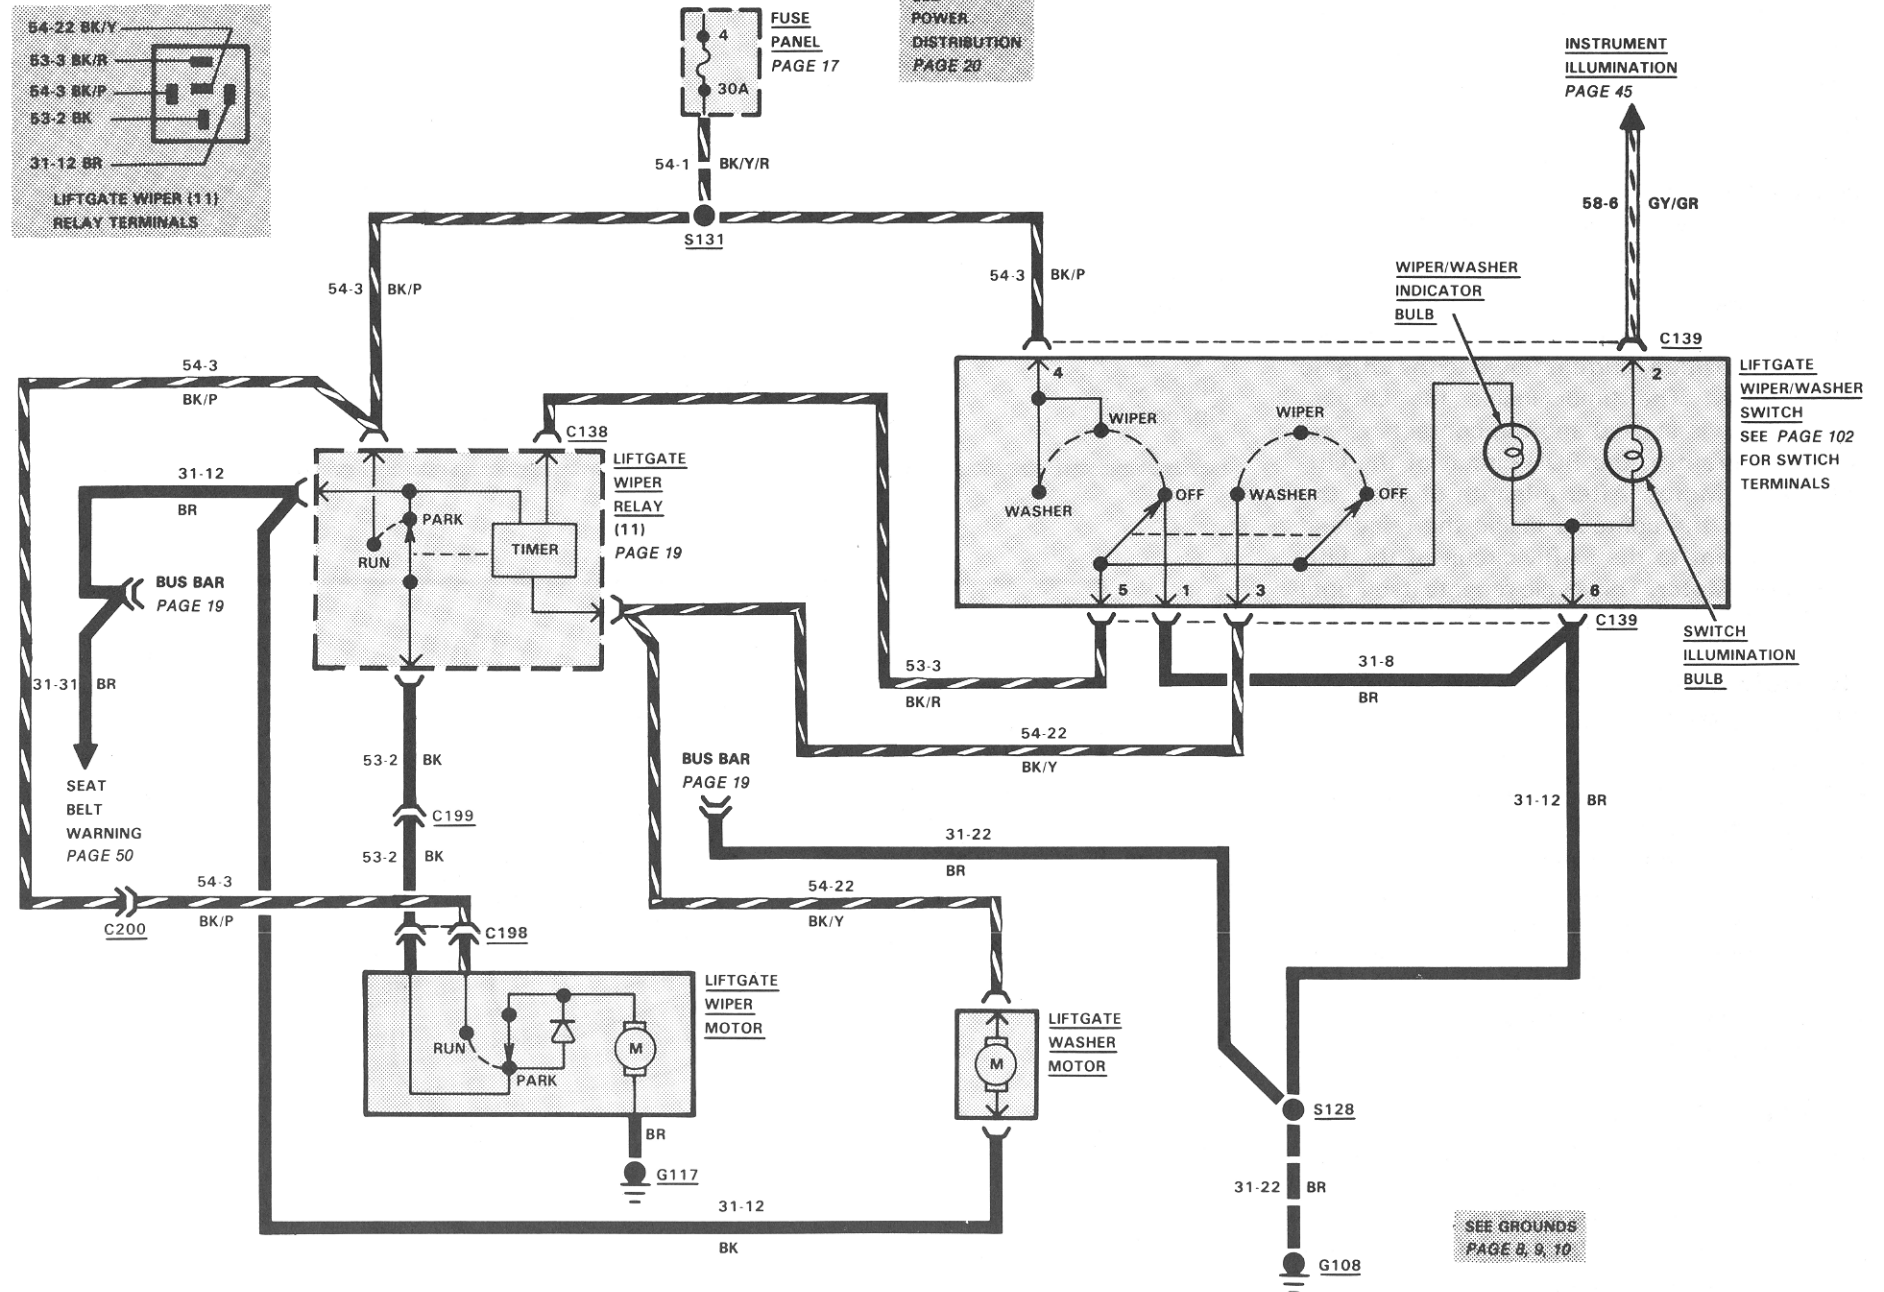 54-22 BK/Y
53-3 BK/R
54-3 BK/P
53-2 BK
31-12 BR
LIFTGATE WIPER (11)
RELAY TERMINALS
4
30A
FUSE
PANEL
PAGE 17
POWER
DISTRIBUTION
PAGE 20
INSTRUMENT
ILLUMINATION
PAGE 45
54-1 BK/Y/R
S131
58-6 GY/GR
54-3 BK/P
54-3 BK/P
WIPER/WASHER
INDICATOR
BULB
C139
54-3
BK/P
C138
4
2
LIFTGATE
WIPER/WASHER
SWITCH
SEE PAGE 102
FOR SWTICH
TERMINALS
WIPER
WIPER
WASHER
OFF
WASHER
OFF
5
1
3
6
C139
SWITCH
ILLUMINATION
BULB
31-12
BR
LIFTGATE
WIPER
RELAY
(11)
PAGE 19
PARK
RUN
TIMER
BUS BAR
PAGE 19
31-31 BR
SEAT
BELT
WARNING
PAGE 50
53-3
BK/R
31-8
BR
54-22
BK/Y
53-2 BK
C199
53-2 BK
BUS BAR
PAGE 19
31-12 BR
31-22
BR
54-3
BK/P
C200
C198
54-22
BK/Y
LIFTGATE
WIPER
MOTOR
RUN
PARK
M
BR
G117
LIFTGATE
WASHER
MOTOR
M
S128
31-12
BK
31-22 BR
G108
SEE GROUNDS
PAGE 8, 9, 10